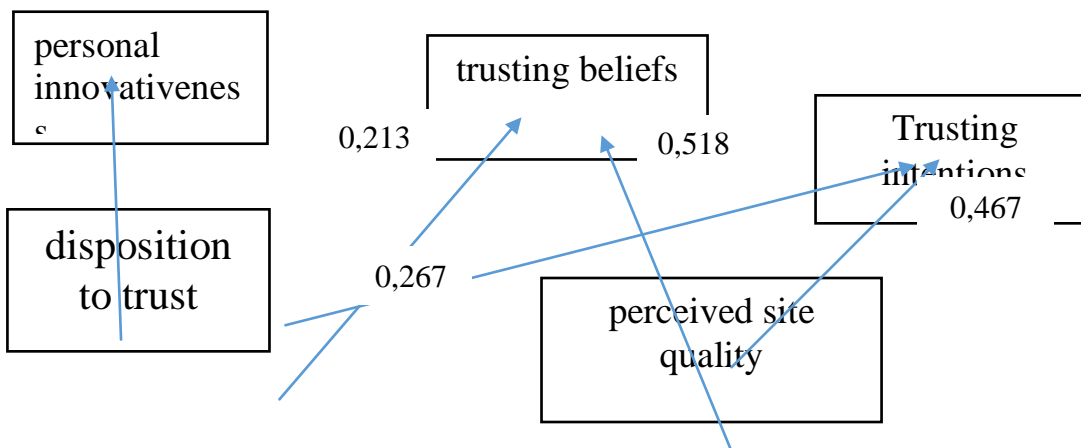 personal
innovativenes
s
trusting beliefs
0,213
0,518
Trusting
intentions
0,467
disposition
to trust
0,267
perceived site
quality